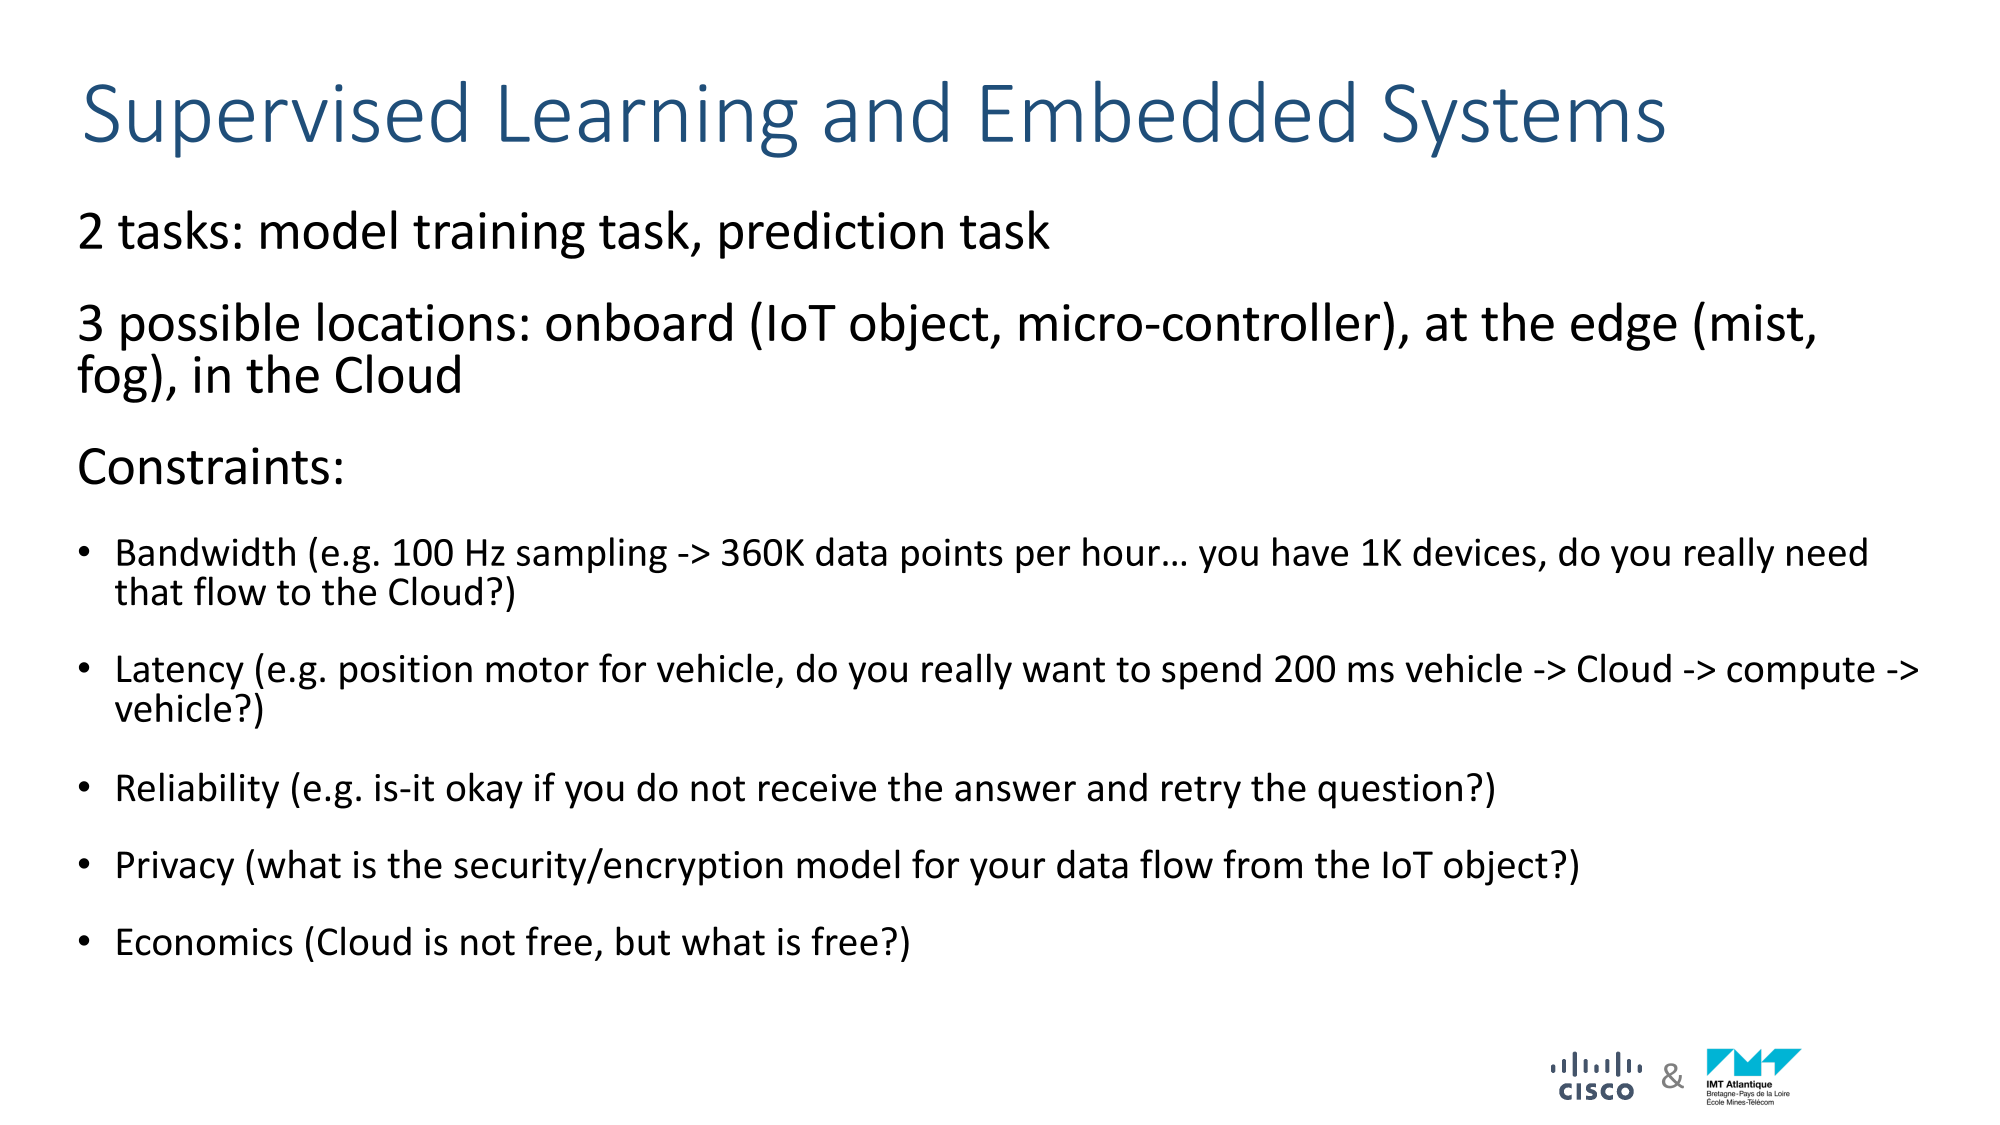 Supervised Learning and Embedded Systems
2 tasks: model training task, prediction task
3 possible locations: onboard (IoT object, micro-controller), at the edge (mist,
fog), in the Cloud
Constraints:
• Bandwidth (e.g. 100 Hz sampling -> 360K data points per hour… you have 1K devices, do you really need
that flow to the Cloud?)
• Latency (e.g. position motor for vehicle, do you really want to spend 200 ms vehicle -> Cloud -> compute ->
vehicle?)
• Reliability (e.g. is-it okay if you do not receive the answer and retry the question?)
• Privacy (what is the security/encryption model for your data flow from the IoT object?)
• Economics (Cloud is not free, but what is free?)
CISCO
&
IMT Atlantique
Bretagne-Pays de la Loire
École Mines-Télécom